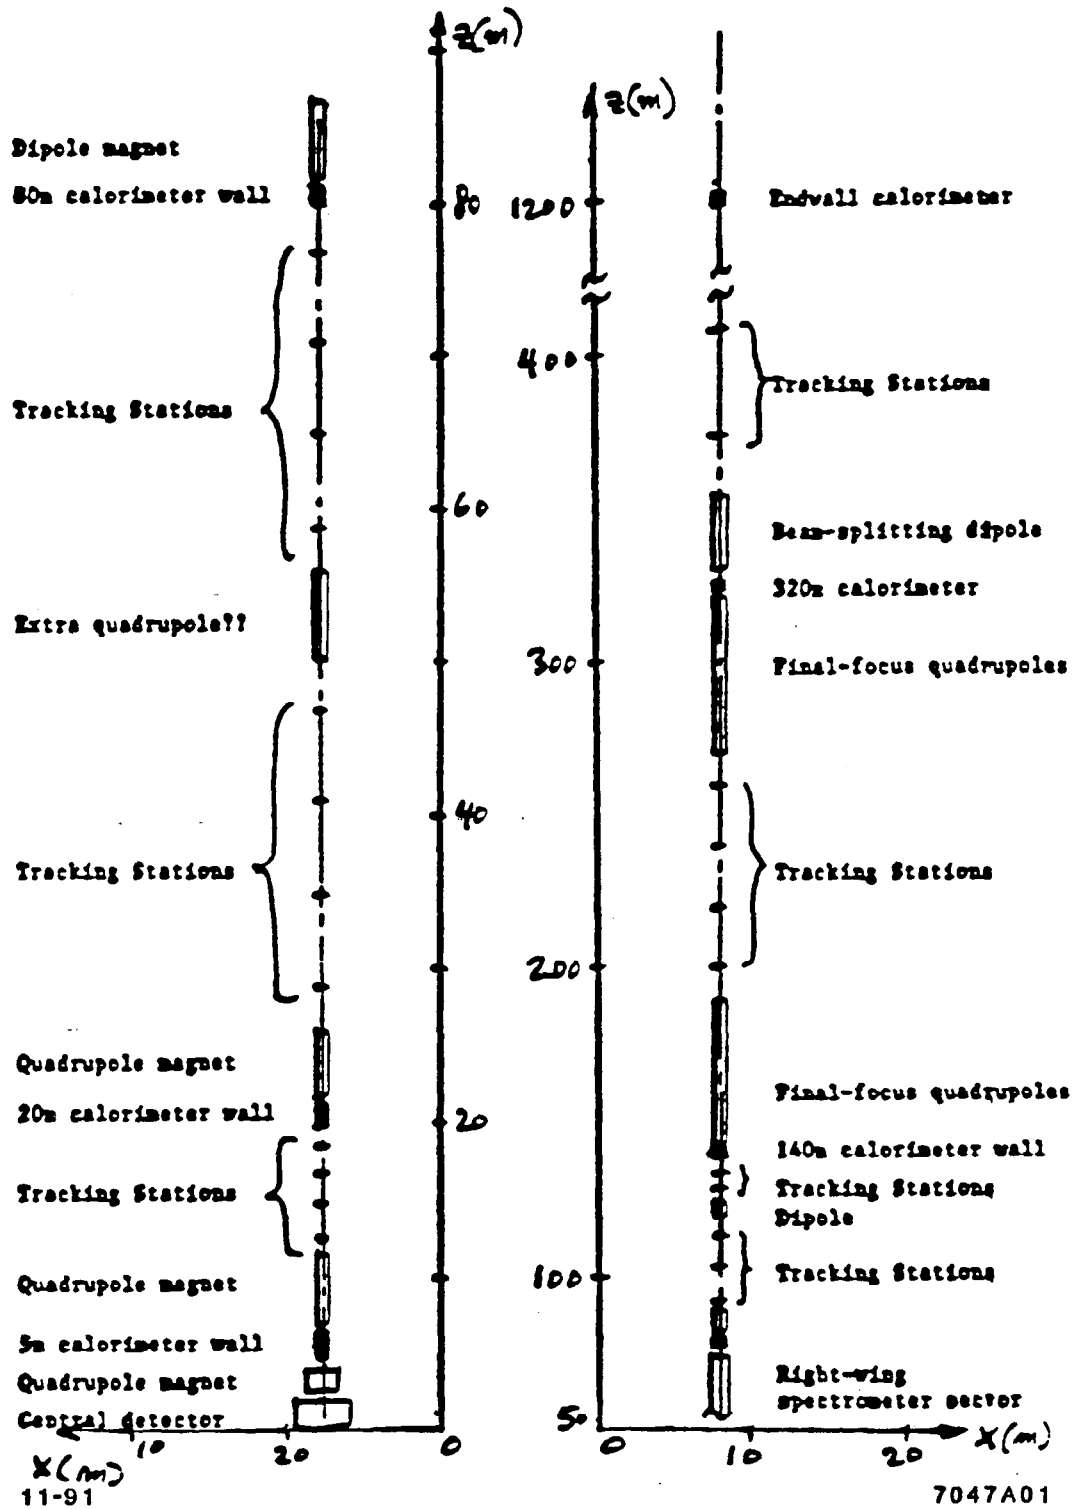 z(m)
z(m)
Dipole magnet
80m calorimeter wall
80
1200
Endwall calorimeter
400
Tracking Stations
Tracking Stations
60
Beam-splitting dipole
320m calorimeter
Extra quadrupole??
300
Final-focus quadrupoles
40
Tracking Stations
Tracking Stations
200
Quadrupole magnet
Final-focus quadrupoles
20m calorimeter wall
20
140m calorimeter wall
Tracking Stations
Tracking Stations
Dipole
Quadrupole magnet
100
Tracking Stations
5m calorimeter wall
Quadrupole magnet
Right-wing
spectrometer sector
Central detector
50
10
20
0
0
10
20
X(m)
X(m)
11-91
7047A01